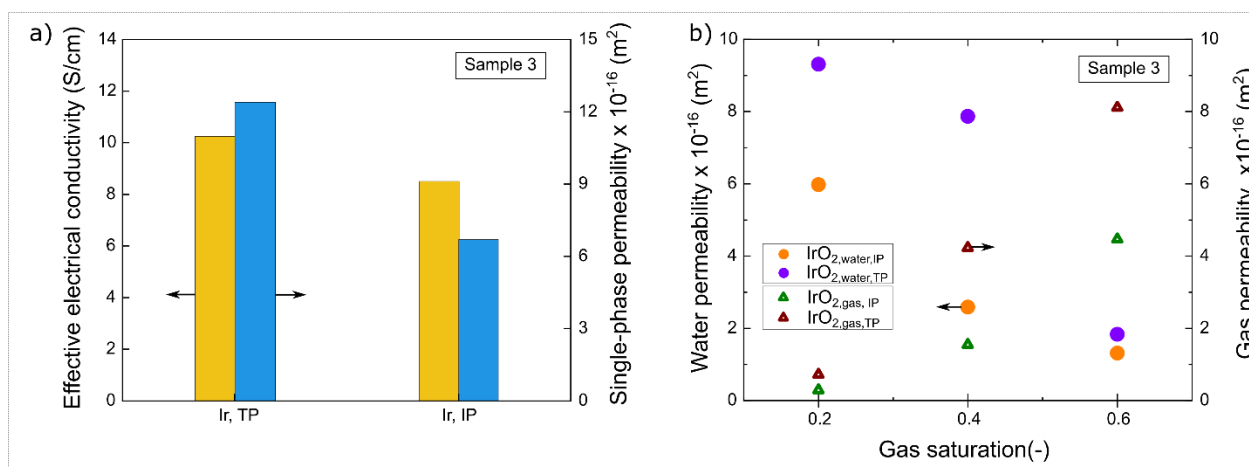 a)
Effective electrical conductivity (S/cm)
14
12
10
8
6
4
2
0
Sample 3
Ir, TP
Ir, IP
15
12
9
6
3
0
Single-phase permeability x 10-16 (m2)
b)
Water permeability x 10-16 (m2)
10
8
6
4
2
0
Sample 3
IrO2,water,IP
IrO2,water,TP
IrO2,gas, IP
IrO2,gas,TP
0.2
0.4
0.6
Gas saturation(-)
10
8
6
4
2
0
Gas permeability x10-16 (m2)